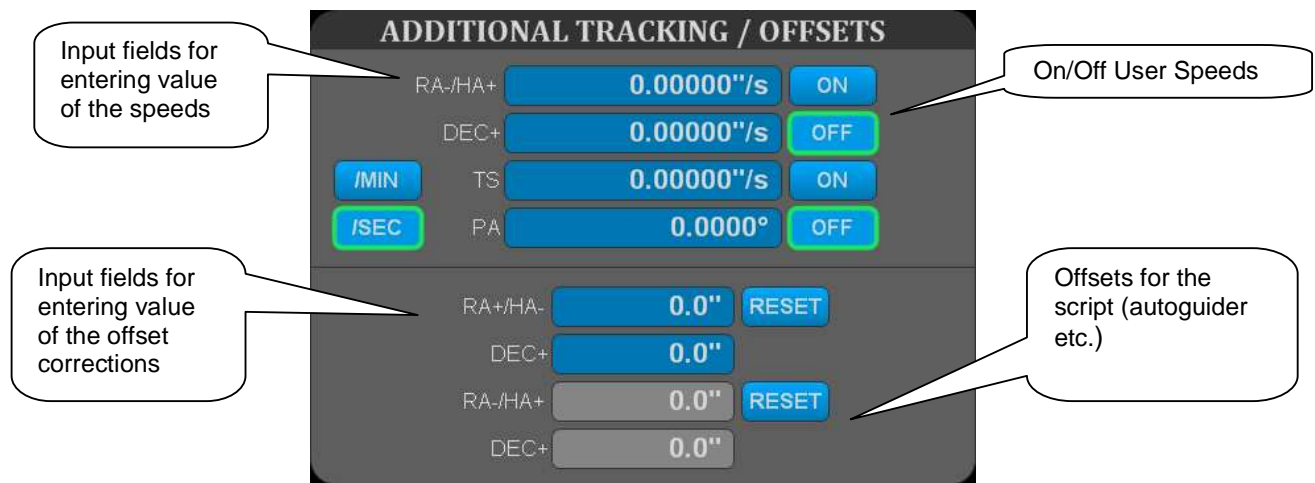 ADDITIONAL TRACKING / OFFSETS
Input fields for
entering value
of the speeds
RA-/HA+ 0.00000"/s ON
On/Off User Speeds
DEC+ 0.00000"/s OFF
/MIN TS 0.00000"/s ON
/SEC PA 0.0000° OFF
Input fields for
entering value
of the offset
corrections
RA+/HA- 0.0" RESET
DEC+ 0.0"
RA-/HA+ 0.0" RESET
DEC+ 0.0"
Offsets for the
script (autoguider
etc.)